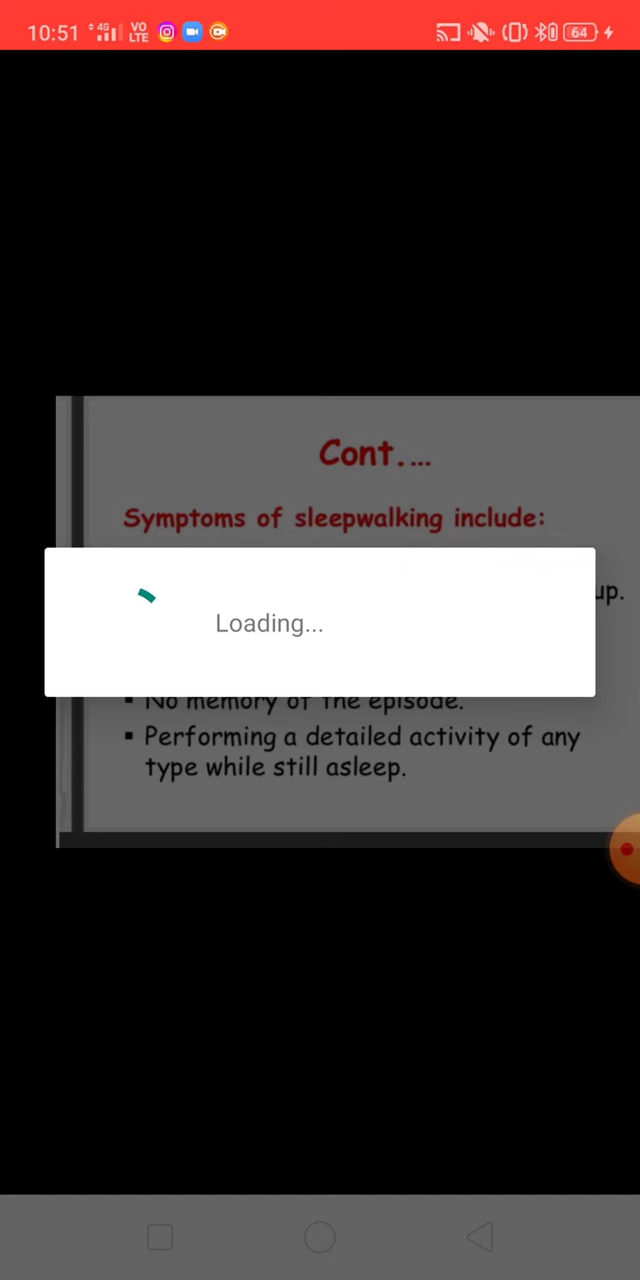 10:51 4G VO LTE 64
Cont....
Symptoms of sleepwalking include:
up.
Loading...
▪ No memory of the episode.
▪ Performing a detailed activity of any
type while still asleep.